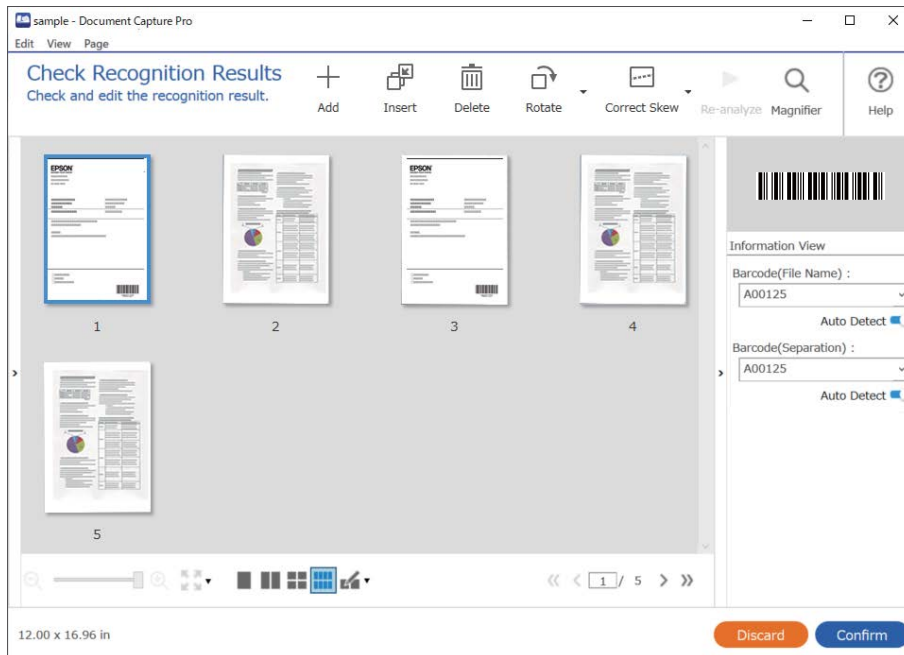 sample - Document Capture Pro
Edit View Page
Check Recognition Results
Check and edit the recognition result.
Add
Insert
Delete
Rotate
Correct Skew
Re-analyze
Magnifier
Help
EPSON
EPSON
1
2
3
4
5
Information View
Barcode(File Name) :
A00125
Auto Detect
Barcode(Separation) :
A00125
Auto Detect
1 / 5
12.00 x 16.96 in
Discard
Confirm